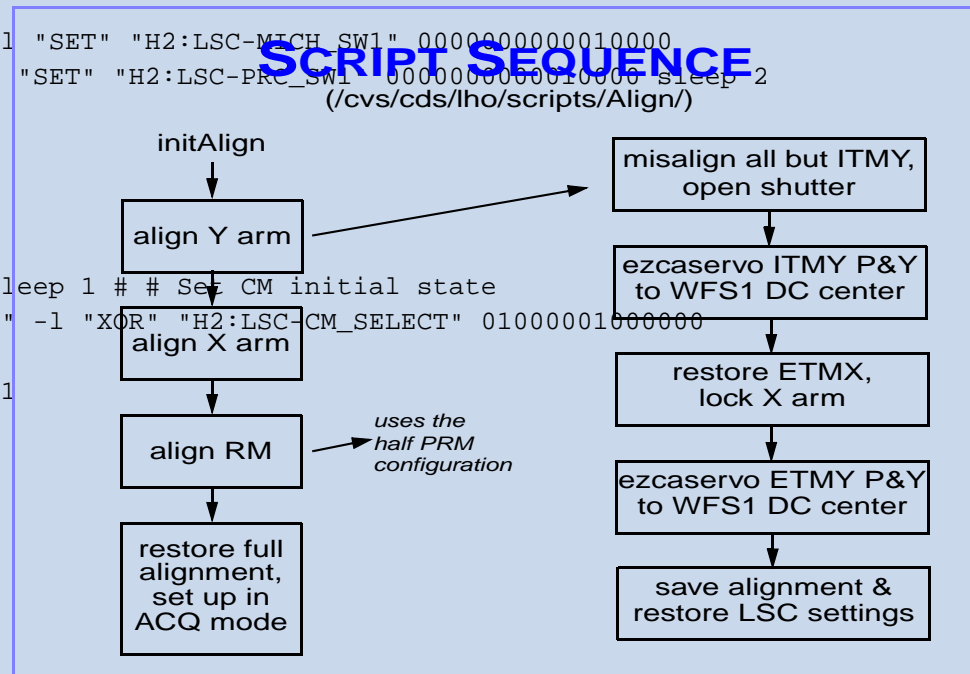 l "SET" "H2:LSC-MICH_SW1" 0000000000010000
SCRIPT SEQUENCE
"SET" "H2:LSC-PRC_SW1" 0000000000010000 sleep 2
(/cvs/cds/lho/scripts/Align/)
initAlign
align Y arm
leep 1 # # Set CM initial state
" -l "XOR" "H2:LSC-CM_SELECT" 01000001000000
align X arm
1
align RM
uses the
half PRM
configuration
restore full
alignment,
set up in
ACQ mode
misalign all but ITMY,
open shutter
ezcaservo ITMY P&Y
to WFS1 DC center
restore ETMX,
lock X arm
ezcaservo ETMY P&Y
to WFS1 DC center
save alignment &
restore LSC settings